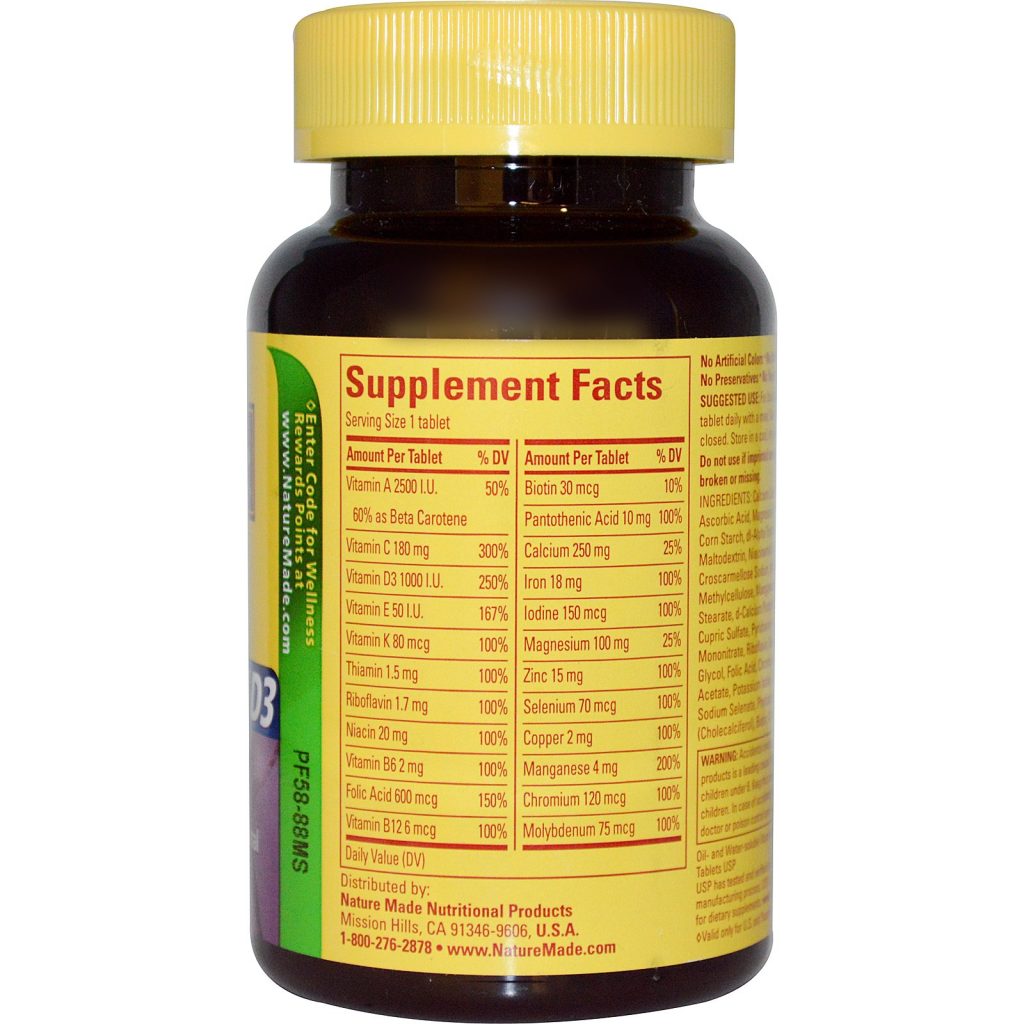 ◊Enter Code for Wellness
Rewards Points at
www.NatureMade.com
D3
PF58-88MS
Supplement Facts
Serving Size 1 tablet
Amount Per Tablet % DV
Vitamin A 2500 I.U. 50%
60% as Beta Carotene
Vitamin C 180 mg 300%
Vitamin D3 1000 I.U. 250%
Vitamin E 50 I.U. 167%
Vitamin K 80 mcg 100%
Thiamin 1.5 mg 100%
Riboflavin 1.7 mg 100%
Niacin 20 mg 100%
Vitamin B6 2 mg 100%
Folic Acid 600 mcg 150%
Vitamin B12 6 mcg 100%
Amount Per Tablet % DV
Biotin 30 mcg 10%
Pantothenic Acid 10 mg 100%
Calcium 250 mg 25%
Iron 18 mg 100%
Iodine 150 mcg 100%
Magnesium 100 mg 25%
Zinc 15 mg 100%
Selenium 70 mcg 100%
Copper 2 mg 100%
Manganese 4 mg 200%
Chromium 120 mcg 100%
Molybdenum 75 mcg 100%
Daily Value (DV)
Distributed by:
Nature Made Nutritional Products
Mission Hills, CA 91346-9606, U.S.A.
1-800-276-2878 • www.NatureMade.com
No Artificial
No Preservatives
SUGGESTED USE:
tablet daily with a
closed. Store in a
Do not use if
broken or missing.
INGREDIENTS: Calcium
Ascorbic Acid,
Corn Starch,
Maltodextrin,
Croscarmellose
Methylcellulose,
Stearate, d-Calcium
Cupric Sulfate,
Mononitrate,
Glycol, Folic Acid,
Acetate, Potassium
Sodium Selenate,
(Cholecalciferol),
WARNING: Accidental
products is a leading
children under 6.
children. In case of
doctor or poison
Oil- and Water-soluble
Tablets USP
USP has tested and
manufacturing process,
for dietary supplements.
◊Valid only for U.S. and